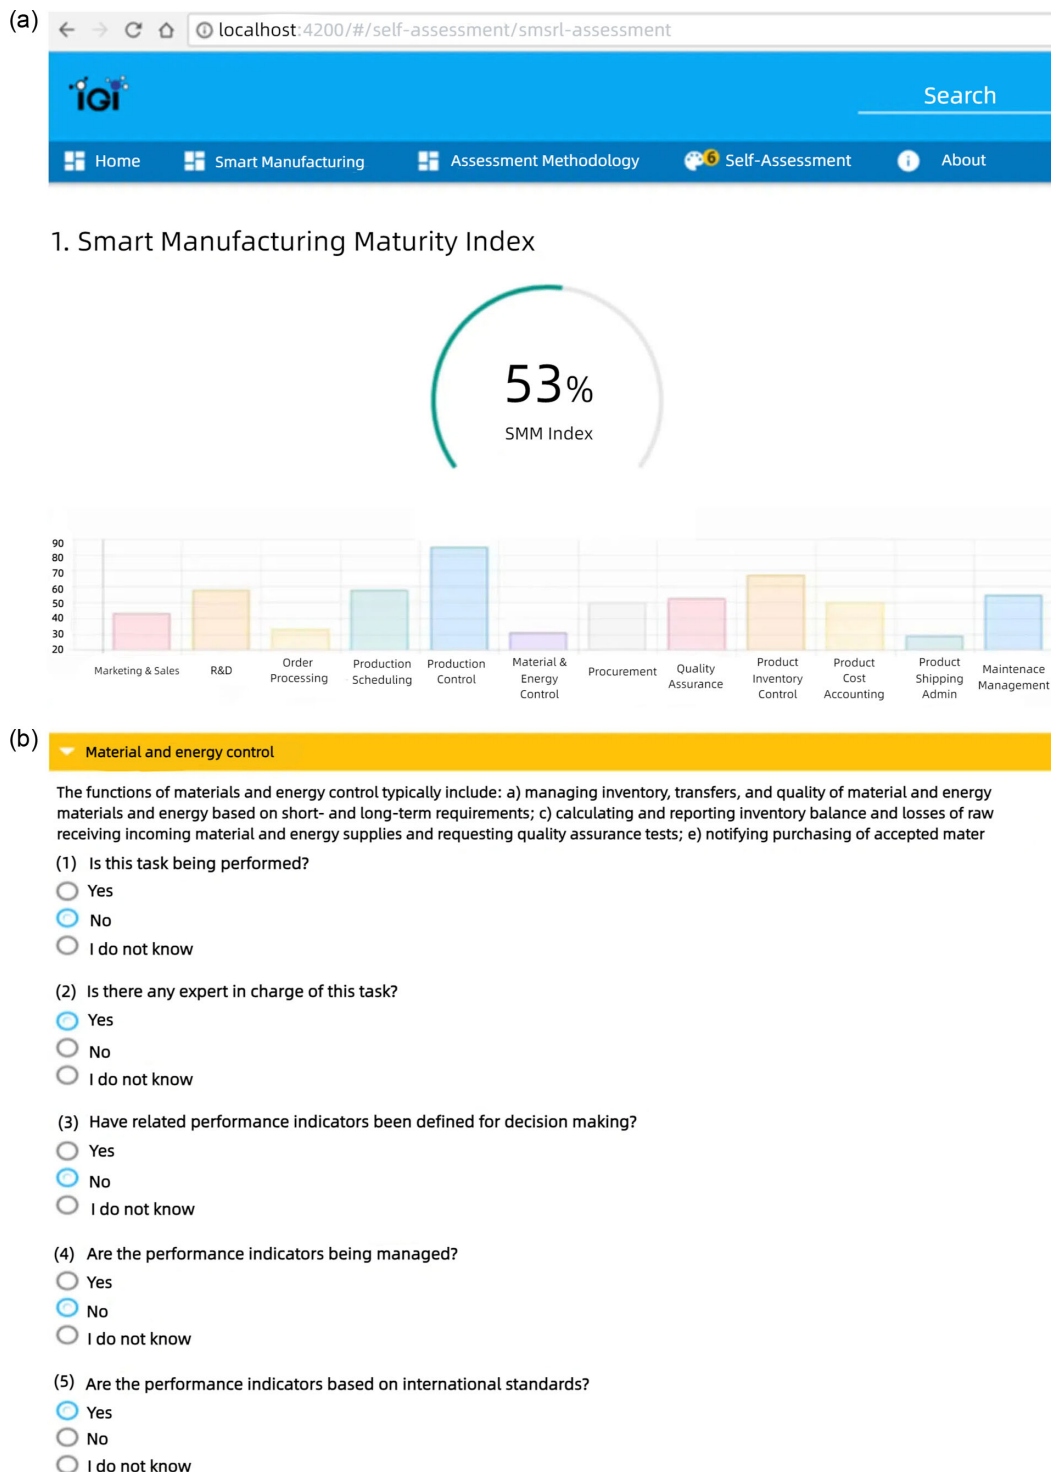 (a)
localhost:4200/#/self-assessment/smsrl-assessment
iGi
Search
Home Smart Manufacturing Assessment Methodology 6 Self-Assessment i About
1. Smart Manufacturing Maturity Index
53%
SMM Index
90
80
70
60
50
40
30
20
Marketing & Sales
R&D
Order
Processing
Production
Scheduling
Production
Control
Material &
Energy
Control
Procurement
Quality
Assurance
Product
Inventory
Control
Product
Cost
Accounting
Product
Shipping
Admin
Maintenace
Management
(b)
Material and energy control
The functions of materials and energy control typically include: a) managing inventory, transfers, and quality of material and energy
materials and energy based on short- and long-term requirements; c) calculating and reporting inventory balance and losses of raw
receiving incoming material and energy supplies and requesting quality assurance tests; e) notifying purchasing of accepted mater
(1) Is this task being performed?
Yes
No
I do not know
(2) Is there any expert in charge of this task?
Yes
No
I do not know
(3) Have related performance indicators been defined for decision making?
Yes
No
I do not know
(4) Are the performance indicators being managed?
Yes
No
I do not know
(5) Are the performance indicators based on international standards?
Yes
No
I do not know